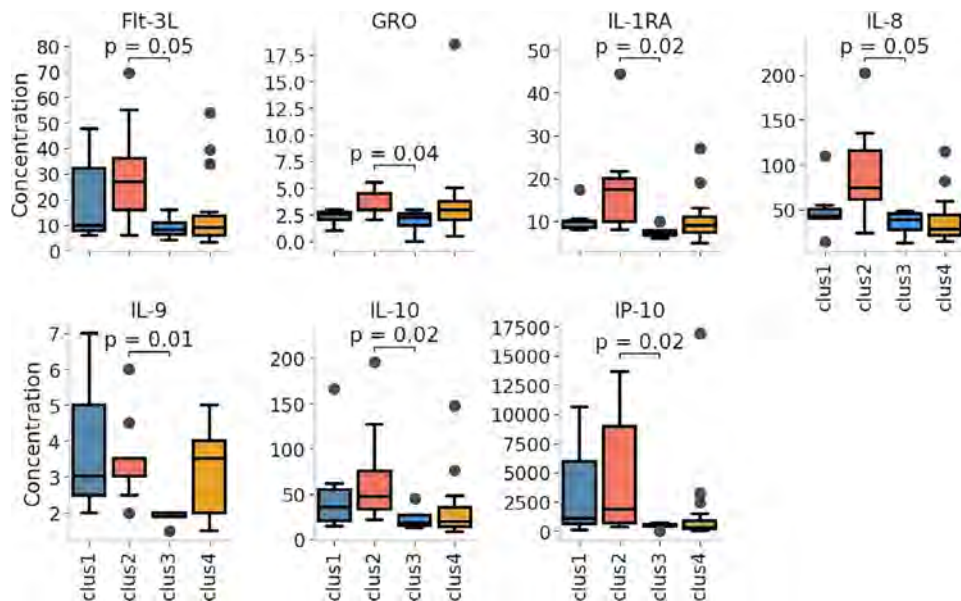 Flt-3L
p = 0.05
Concentration
80
70
60
50
40
30
20
10
0
GRO
p = 0.04
17.5
15.0
12.5
10.0
7.5
5.0
2.5
0.0
IL-1RA
p = 0.02
50
40
30
20
10
IL-8
p = 0.05
200
150
100
50
clus1
clus2
clus3
clus4
IL-9
p = 0.01
Concentration
7
6
5
4
3
2
clus1
clus2
clus3
clus4
IL-10
p = 0.02
200
150
100
50
0
clus1
clus2
clus3
clus4
IP-10
p = 0.02
17500
15000
12500
10000
7500
5000
2500
0
clus1
clus2
clus3
clus4